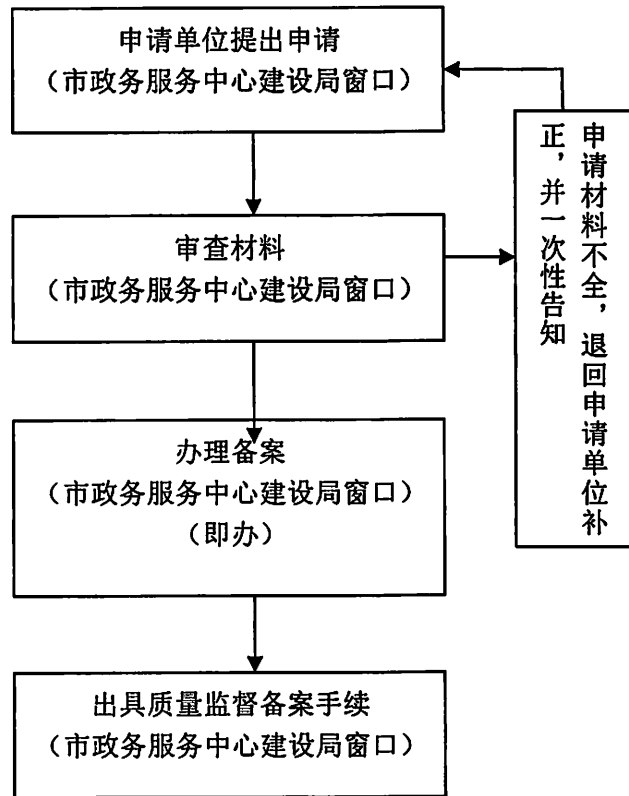 申请单位提出申请
（市政务服务中心建设局窗口）
审查材料
（市政务服务中心建设局窗口）
申请材料不全，退回申请单位补
正，并一次性告知
办理备案
（市政务服务中心建设局窗口）
（即办）
出具质量监督备案手续
（市政务服务中心建设局窗口）